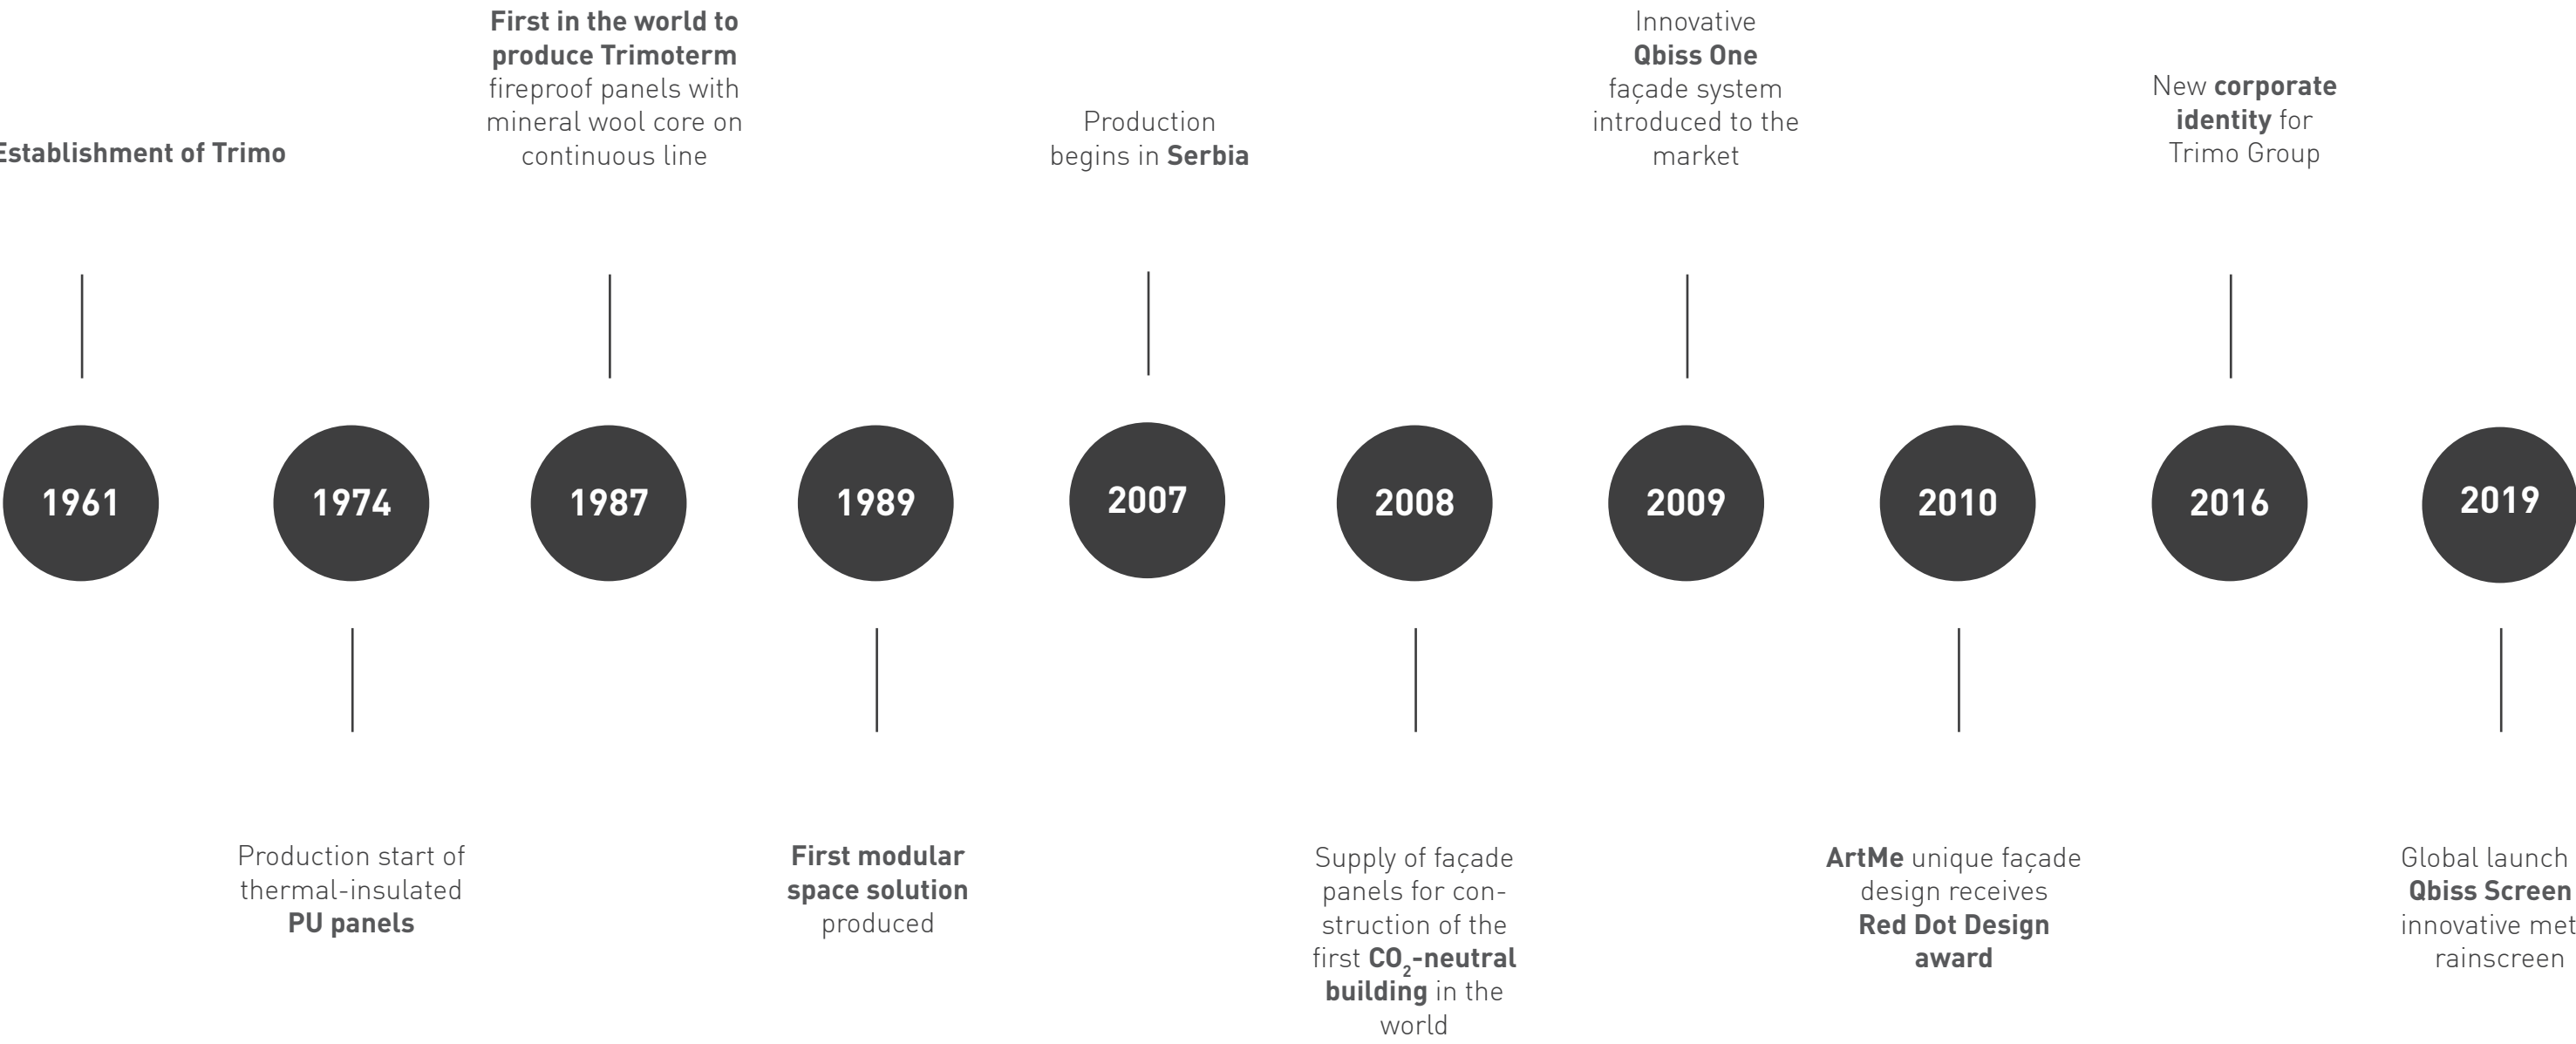 Establishment of Trimo
First in the world to
produce Trimoterm
fireproof panels with
mineral wool core on
continuous line
Production
begins in Serbia
Innovative
Qbiss One
façade system
introduced to the
market
New corporate
identity for
Trimo Group
1961
1974
1987
1989
2007
2008
2009
2010
2016
2019
Production start of
thermal-insulated
PU panels
First modular
space solution
produced
Supply of façade
panels for con-
struction of the
first CO₂-neutral
building in the
world
ArtMe unique façade
design receives
Red Dot Design
award
Global launch
Qbiss Screen
innovative
rainscreen